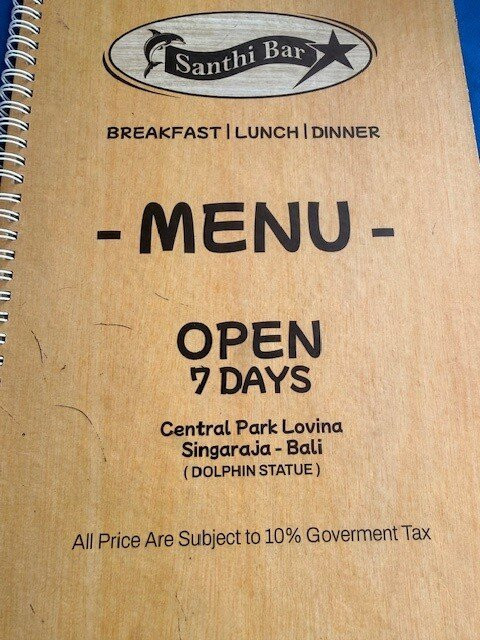 Santhi Bar
BREAKFAST | LUNCH | DINNER
- MENU -
OPEN
7 DAYS
Central Park Lovina
Singaraja - Bali
( DOLPHIN STATUE )
All Price Are Subject to 10% Goverment Tax